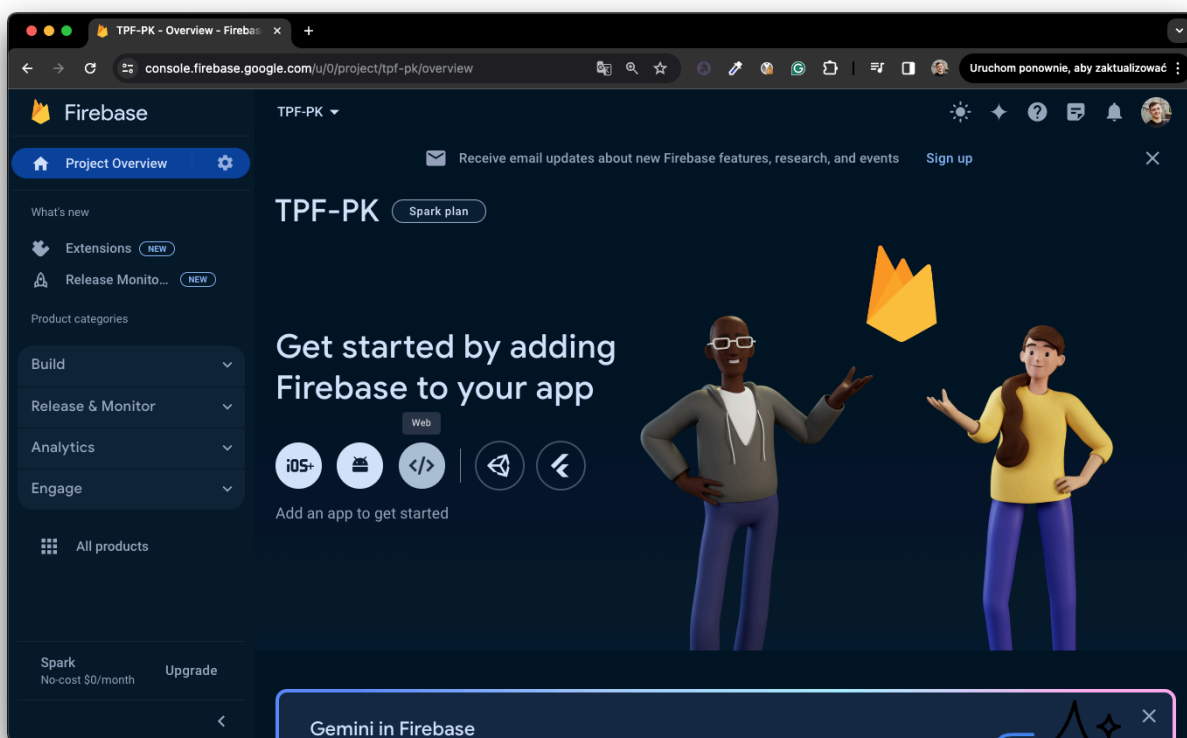 TPF-PK - Overview - Firebas
console.firebase.google.com/u/0/project/tpf-pk/overview
Uruchom ponownie, aby zaktualizować
Firebase
TPF-PK
Project Overview
Receive email updates about new Firebase features, research, and events Sign up
What's new
TPF-PK Spark plan
Extensions NEW
Release Monito... NEW
Product categories
Build
Release & Monitor
Analytics
Engage
All products
Get started by adding
Firebase to your app
Web
iOS+
</>
Add an app to get started
Spark
No-cost $0/month
Upgrade
Gemini in Firebase